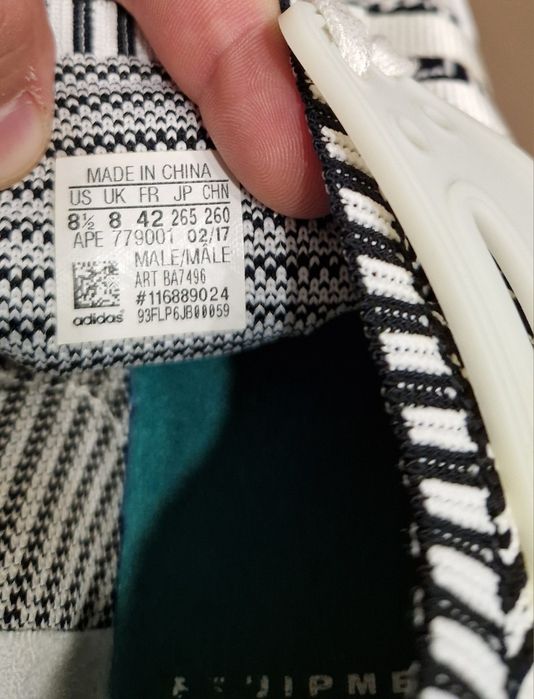 MADE IN CHINA
US UK FR JP CHN
8½ 8 42 265 260
APE 779001 02/17
MALE/MÂLE
ART BA7496
#116889024
adidas 93FLP6JB00059